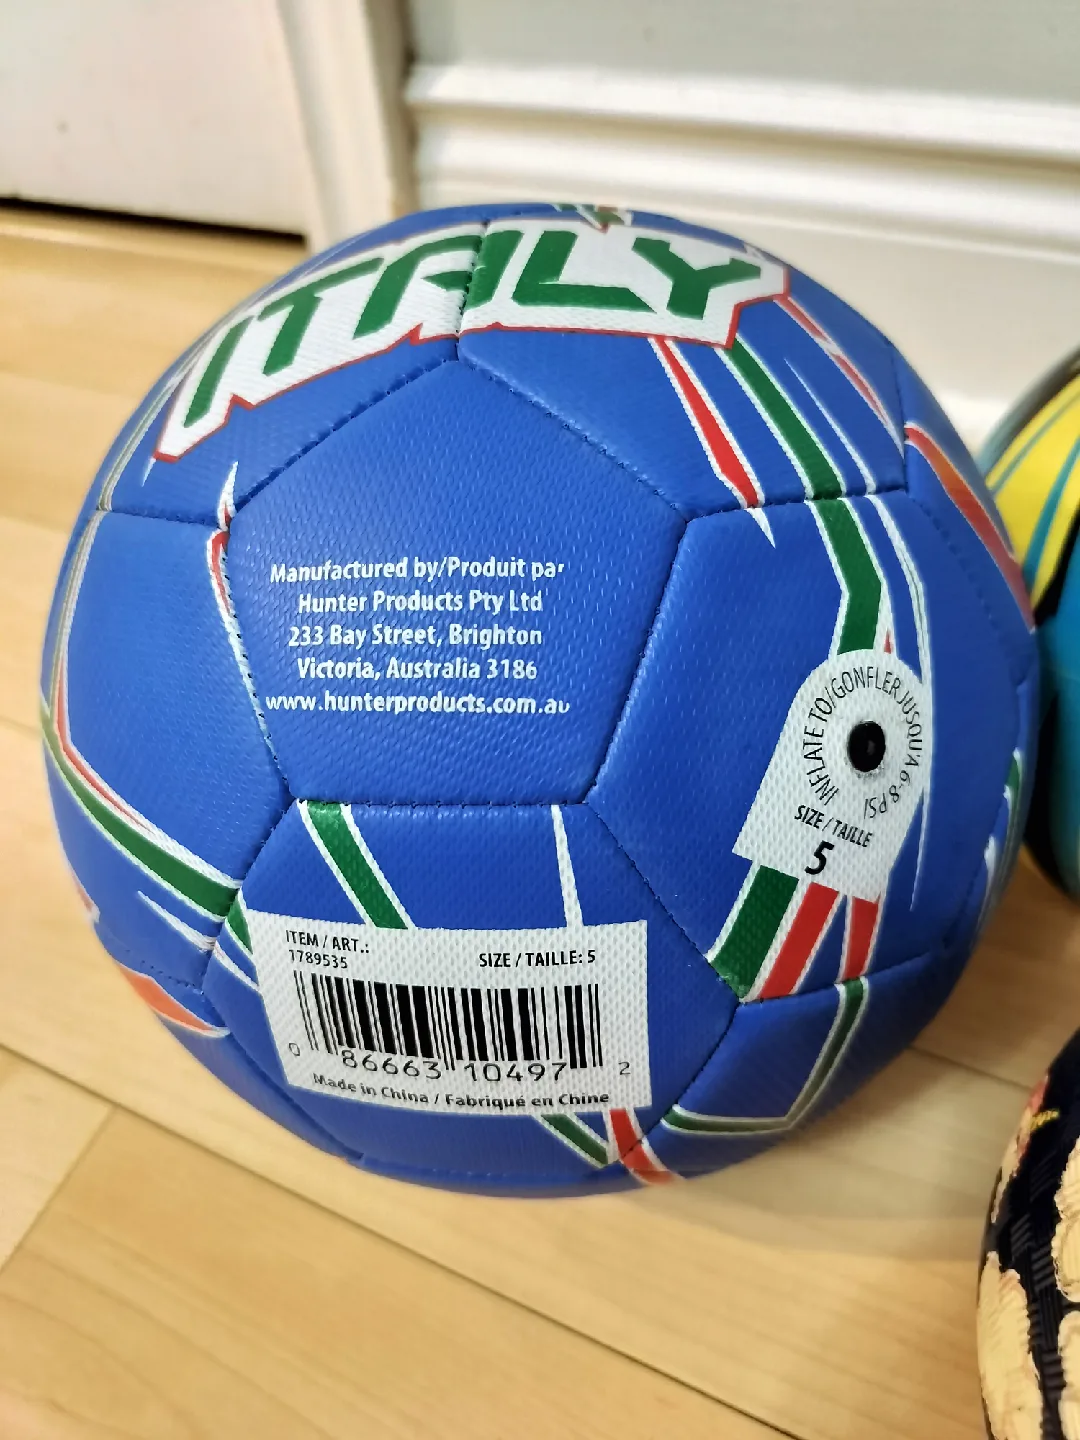 ITALY
Manufactured by/Produit par
Hunter Products Pty Ltd
233 Bay Street, Brighton
Victoria, Australia 3186
www.hunterproducts.com.au
INFLATE TO/GONFLER JUSQU'A 6-8 PSI
SIZE / TAILLE
5
ITEM / ART.:
1789535
SIZE / TAILLE: 5
0 86663 10497 2
Made in China / Fabriqué en Chine